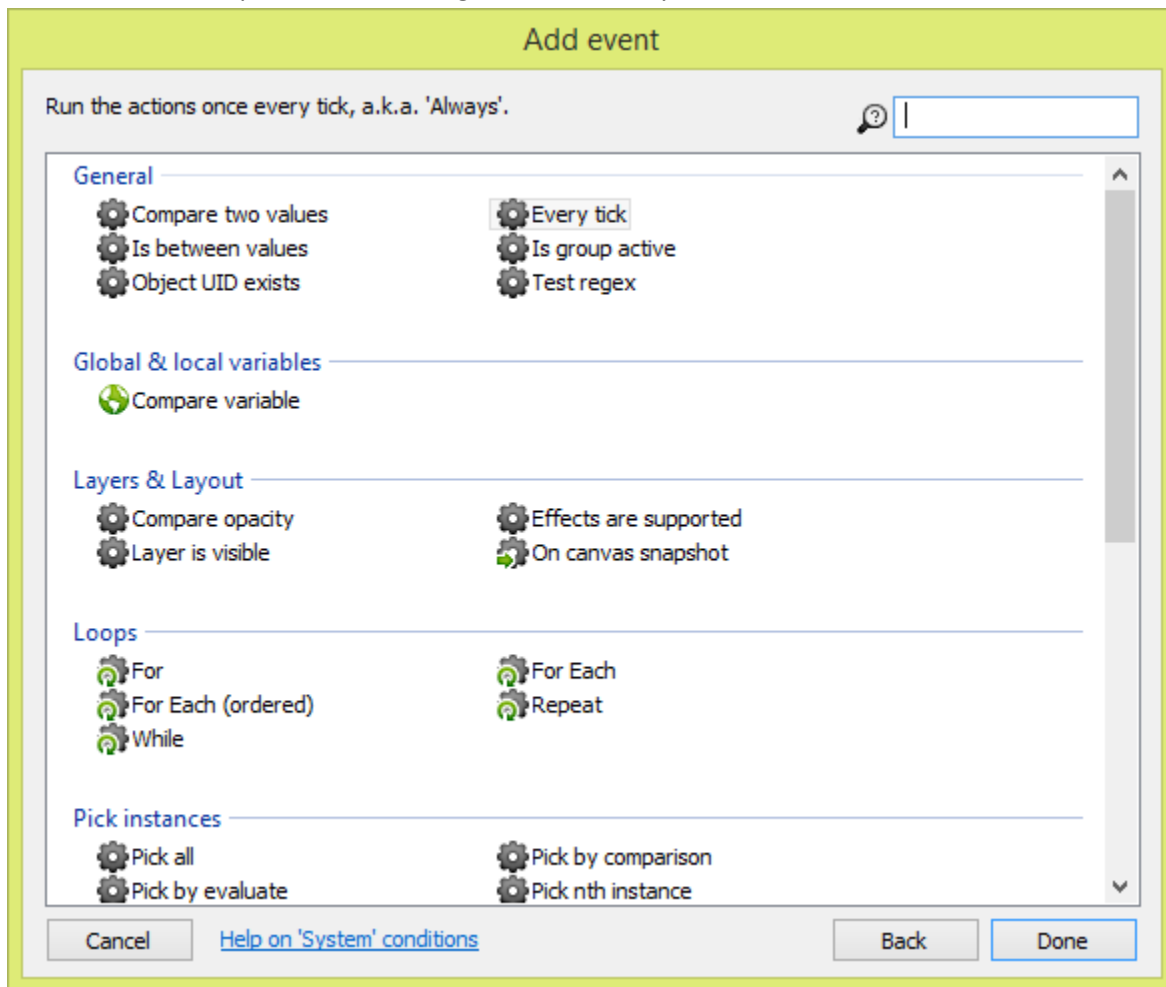 Add event
Run the actions once every tick, a.k.a. 'Always'.
General
Compare two values Every tick
Is between values Is group active
Object UID exists Test regex
Global & local variables
Compare variable
Layers & Layout
Compare opacity Effects are supported
Layer is visible On canvas snapshot
Loops
For For Each
For Each (ordered) Repeat
While
Pick instances
Pick all Pick by comparison
Pick by evaluate Pick nth instance
Cancel Help on 'System' conditions Back Done